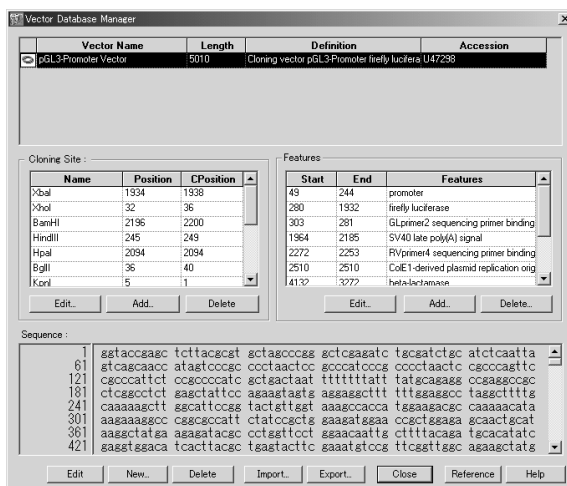 Vector Database Manager
Vector Name Length Definition Accession
pGL3-Promoter Vector 5010 Cloning vector pGL3-Promoter firefly lucifera U47298
Cloning Site :
Name Position CPosition
XbaI 1934 1938
XhoI 32 36
BamHI 2196 2200
HindIII 245 249
HpaI 2094 2094
BglII 36 40
KpnI 5 1
Edit... Add... Delete
Features
Start End Features
49 244 promoter
280 1932 firefly luciferase
303 281 GLprimer2 sequencing primer binding
1964 2185 SV40 late poly(A) signal
2272 2253 RVprimer4 sequencing primer binding
2510 2510 ColE1-derived plasmid replication orig
4132 3272 beta-lactamase
Edit... Add... Delete...
Sequence :
1 ggtaccgagc tcttacgcgt gctagcccgg gctcgagatc tgcgatctgc atctcaatta
61 gtcagcaacc atagtcccgc ccctaactcc gcccatcccg cccctaactc cgcccagttc
121 cgcccattct ccgccccatc gctgactaat tttttttatt tatgcagagg ccgaggccgc
181 ctcggcctct gagctattcc agaagtagtg aggaggcttt tttggaggcc taggcttttg
241 caaaaagctt ggcattccgg tactgttggt aaagccacca tggaagacgc caaaaacata
301 aagaaaggcc cggcgccatt ctatccgctg gaagatggaa ccgctggaga gcaactgcat
361 aaggctatga agagatacgc cctggttcct ggaacaattg cttttacaga tgcacatatc
421 gaggtggaca tcacttacgc tgagtacttc gaaatgtccg ttcggttggc agaagctatg
Edit New... Delete Import... Export... Close Reference Help